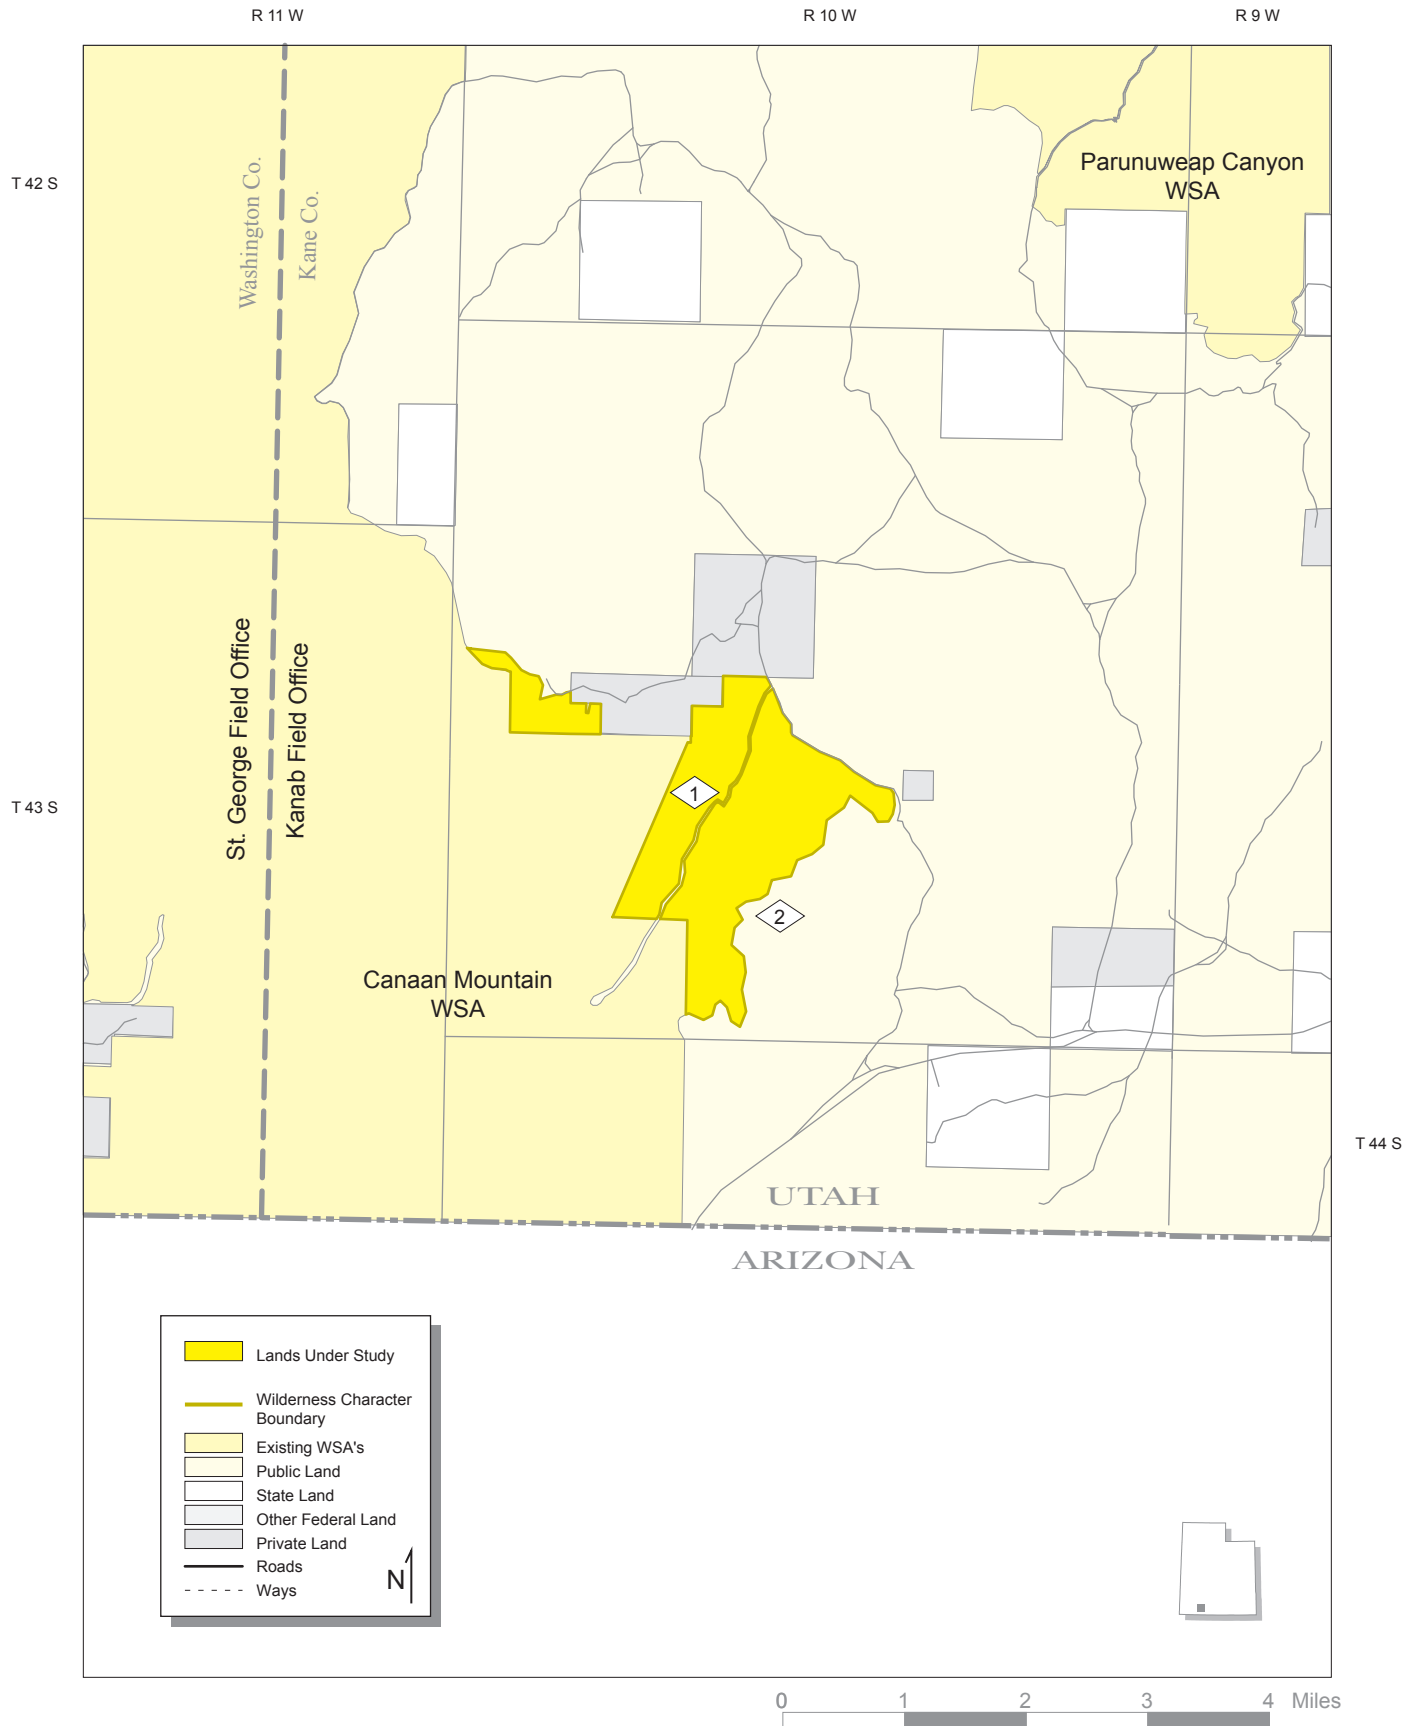 R 11 W
R 10 W
R 9 W
T 42 S
Washington Co.
Kane Co.
Parunuweap Canyon
WSA
St. George Field Office
Kanab Field Office
T 43 S
1
2
Canaan Mountain
WSA
T 44 S
UTAH
ARIZONA
Lands Under Study
Wilderness Character
Boundary
Existing WSA's
Public Land
State Land
Other Federal Land
Private Land
Roads
Ways
N
0 1 2 3 4 Miles